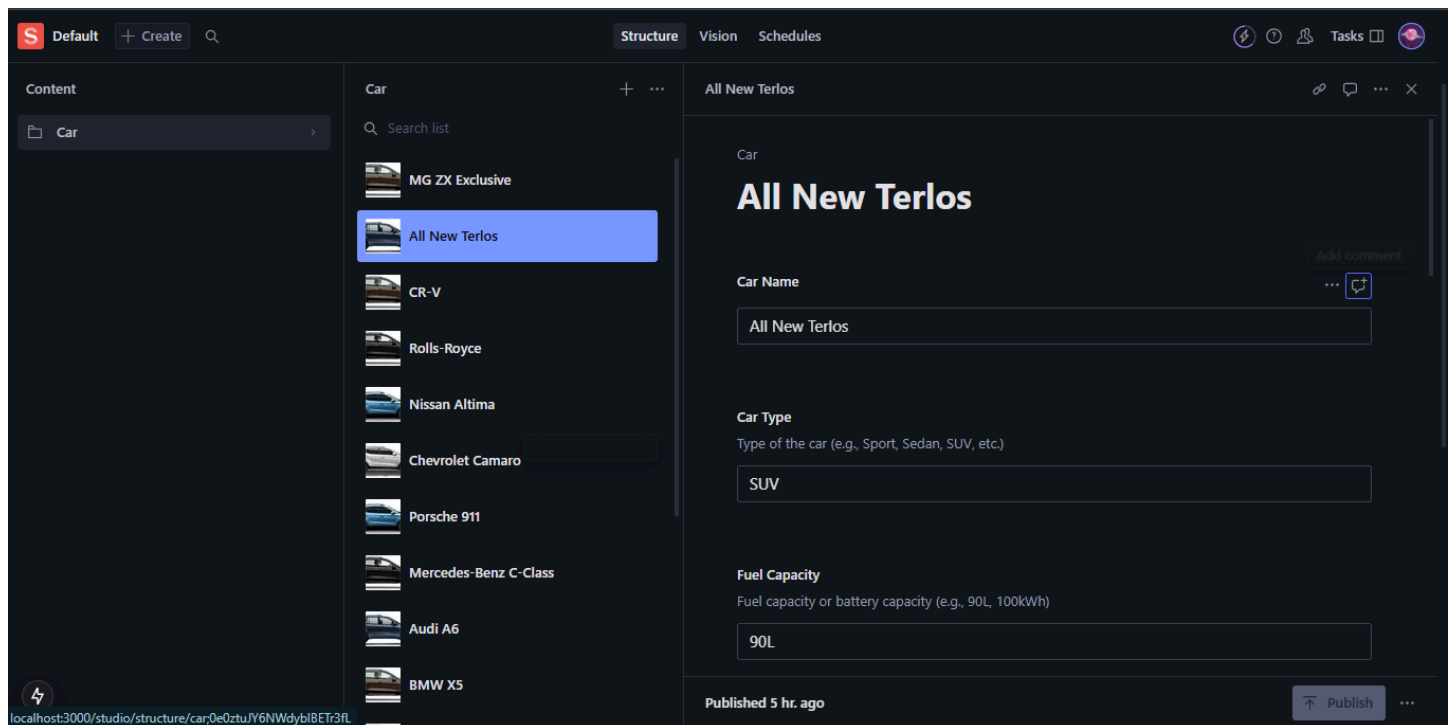 S Default + Create Structure Vision Schedules Tasks
Content
Car
Car
Search list
MG ZX Exclusive
All New Terlos
CR-V
Rolls-Royce
Nissan Altima
Chevrolet Camaro
Porsche 911
Mercedes-Benz C-Class
Audi A6
BMW X5
All New Terlos
Car
All New Terlos
Add comment
Car Name
All New Terlos
Car Type
Type of the car (e.g., Sport, Sedan, SUV, etc.)
SUV
Fuel Capacity
Fuel capacity or battery capacity (e.g., 90L, 100kWh)
90L
Published 5 hr. ago
Publish
localhost:3000/studio/structure/car;0e0ztuJY6NWdyblBETr3fL